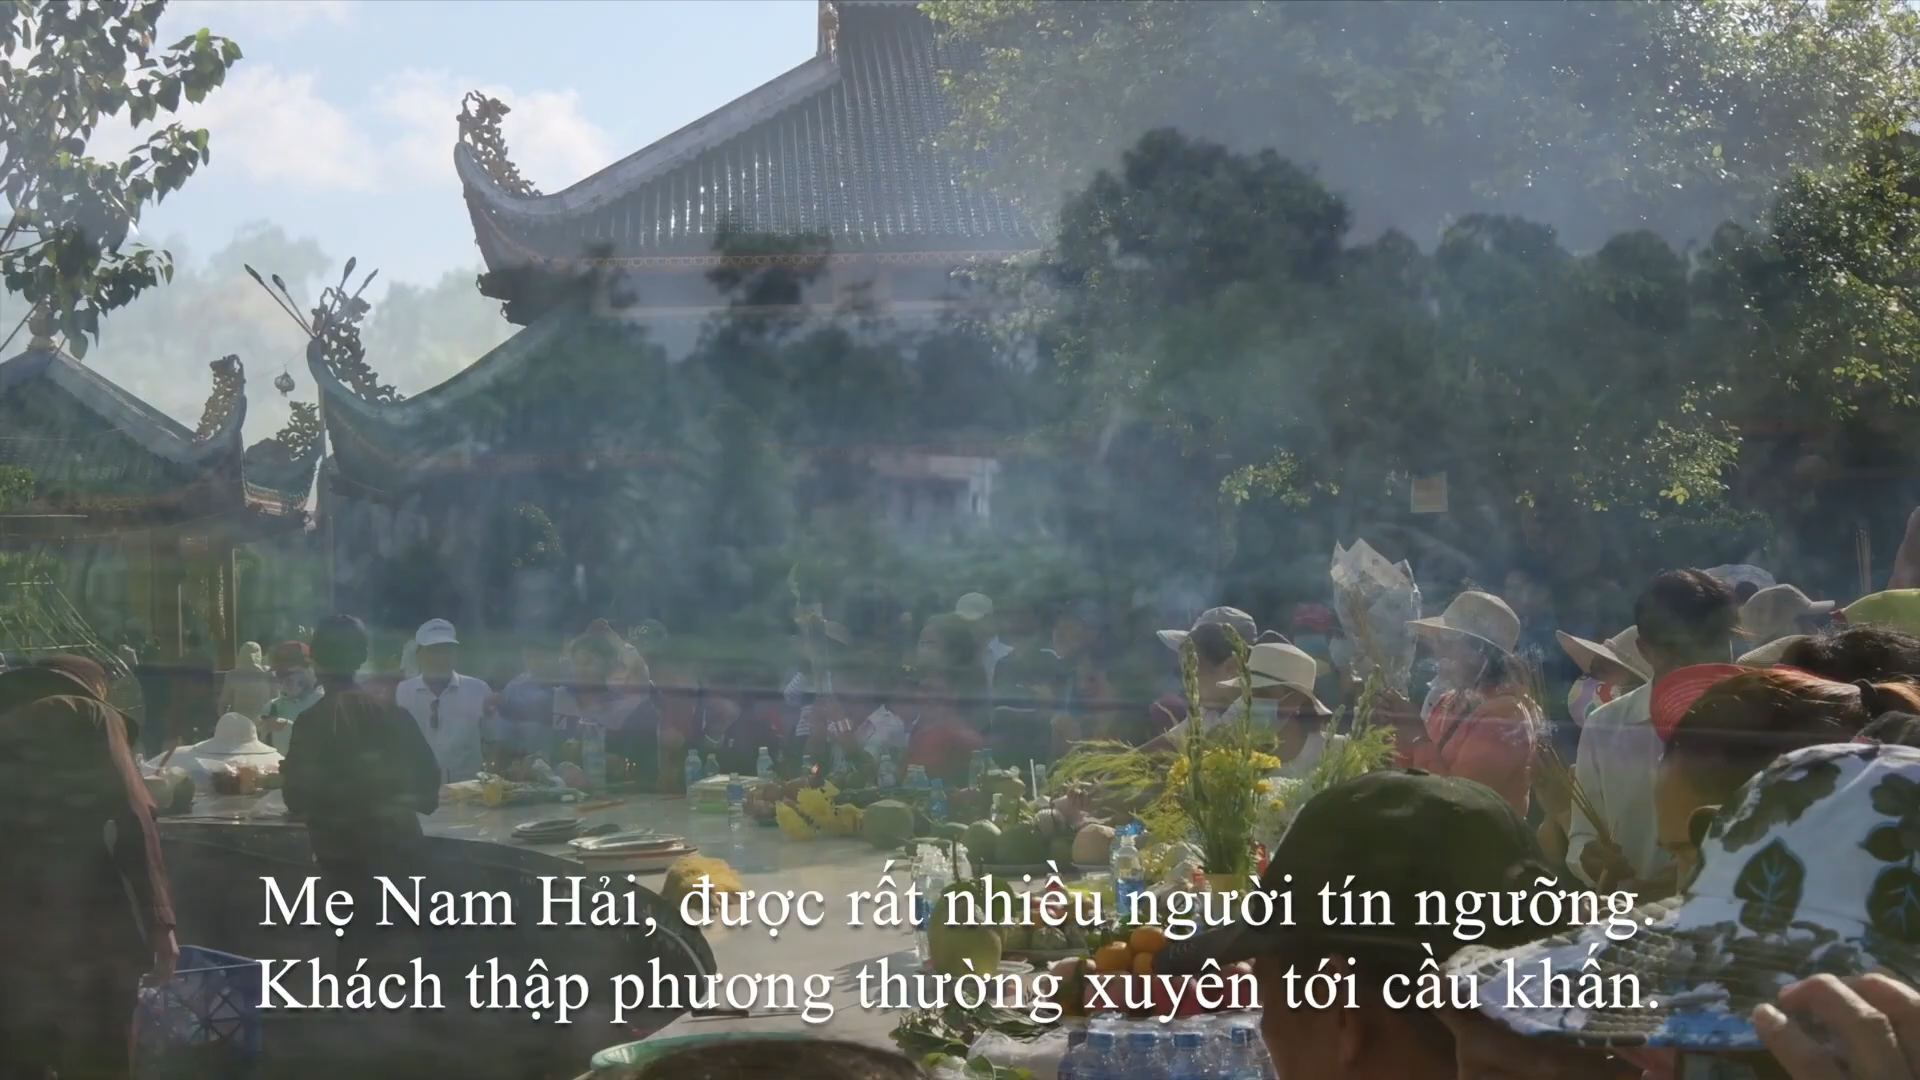 Mẹ Nam Hải, được rất nhiều người tín ngưỡng.
Khách thập phương thường xuyên tới cầu khấn.